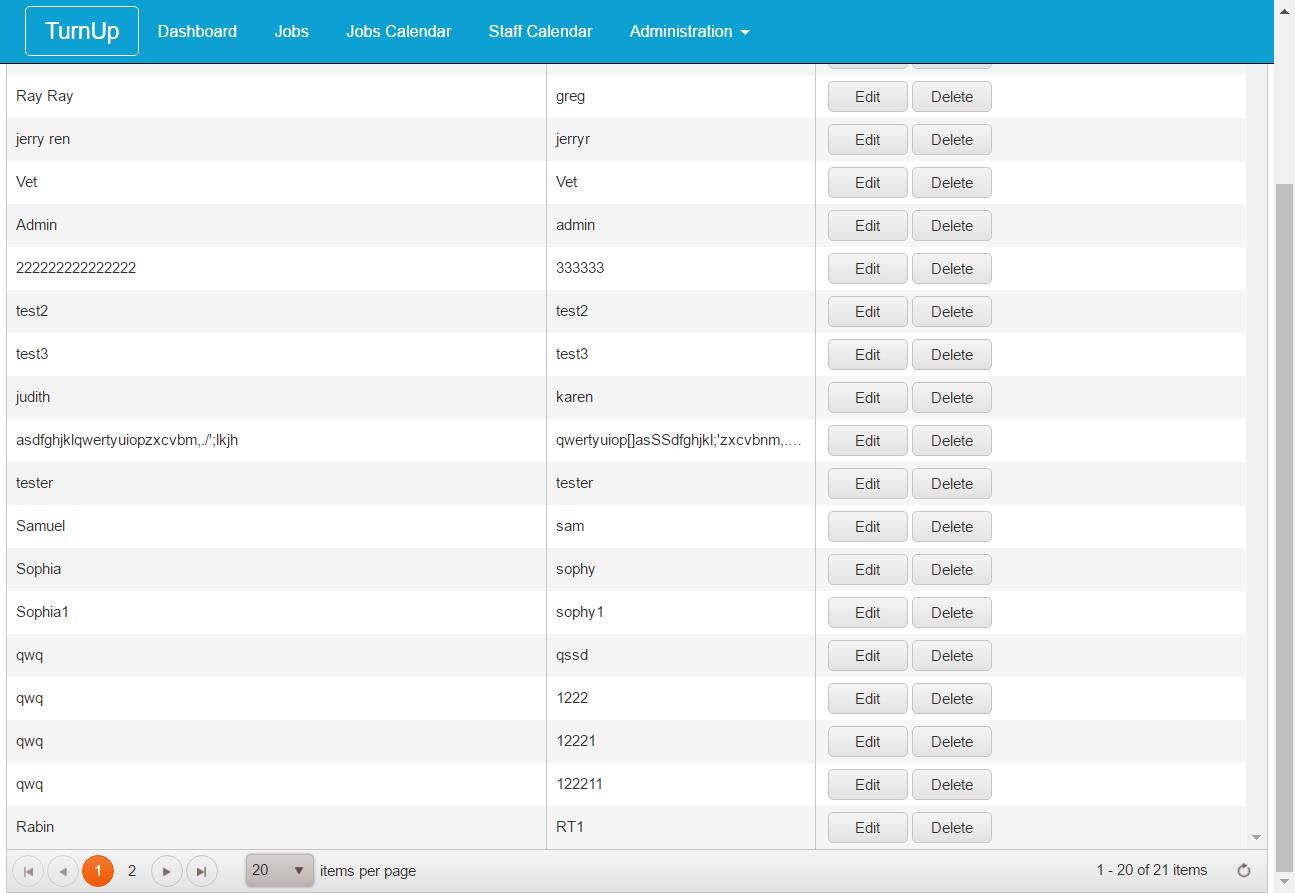 TurnUp Dashboard Jobs Jobs Calendar Staff Calendar Administration
Ray Ray greg Edit Delete
jerry ren jerryr Edit Delete
Vet Vet Edit Delete
Admin admin Edit Delete
222222222222222 333333 Edit Delete
test2 test2 Edit Delete
test3 test3 Edit Delete
judith karen Edit Delete
asdfghjklqwertyuiopzxcvbm,./';lkjh qwertyuiop[]asSSdfghjkl;'zxcvbnm,.... Edit Delete
tester tester Edit Delete
Samuel sam Edit Delete
Sophia sophy Edit Delete
Sophia1 sophy1 Edit Delete
qwq qssd Edit Delete
qwq 1222 Edit Delete
qwq 12221 Edit Delete
qwq 122211 Edit Delete
Rabin RT1 Edit Delete
1 2 20 items per page 1 - 20 of 21 items